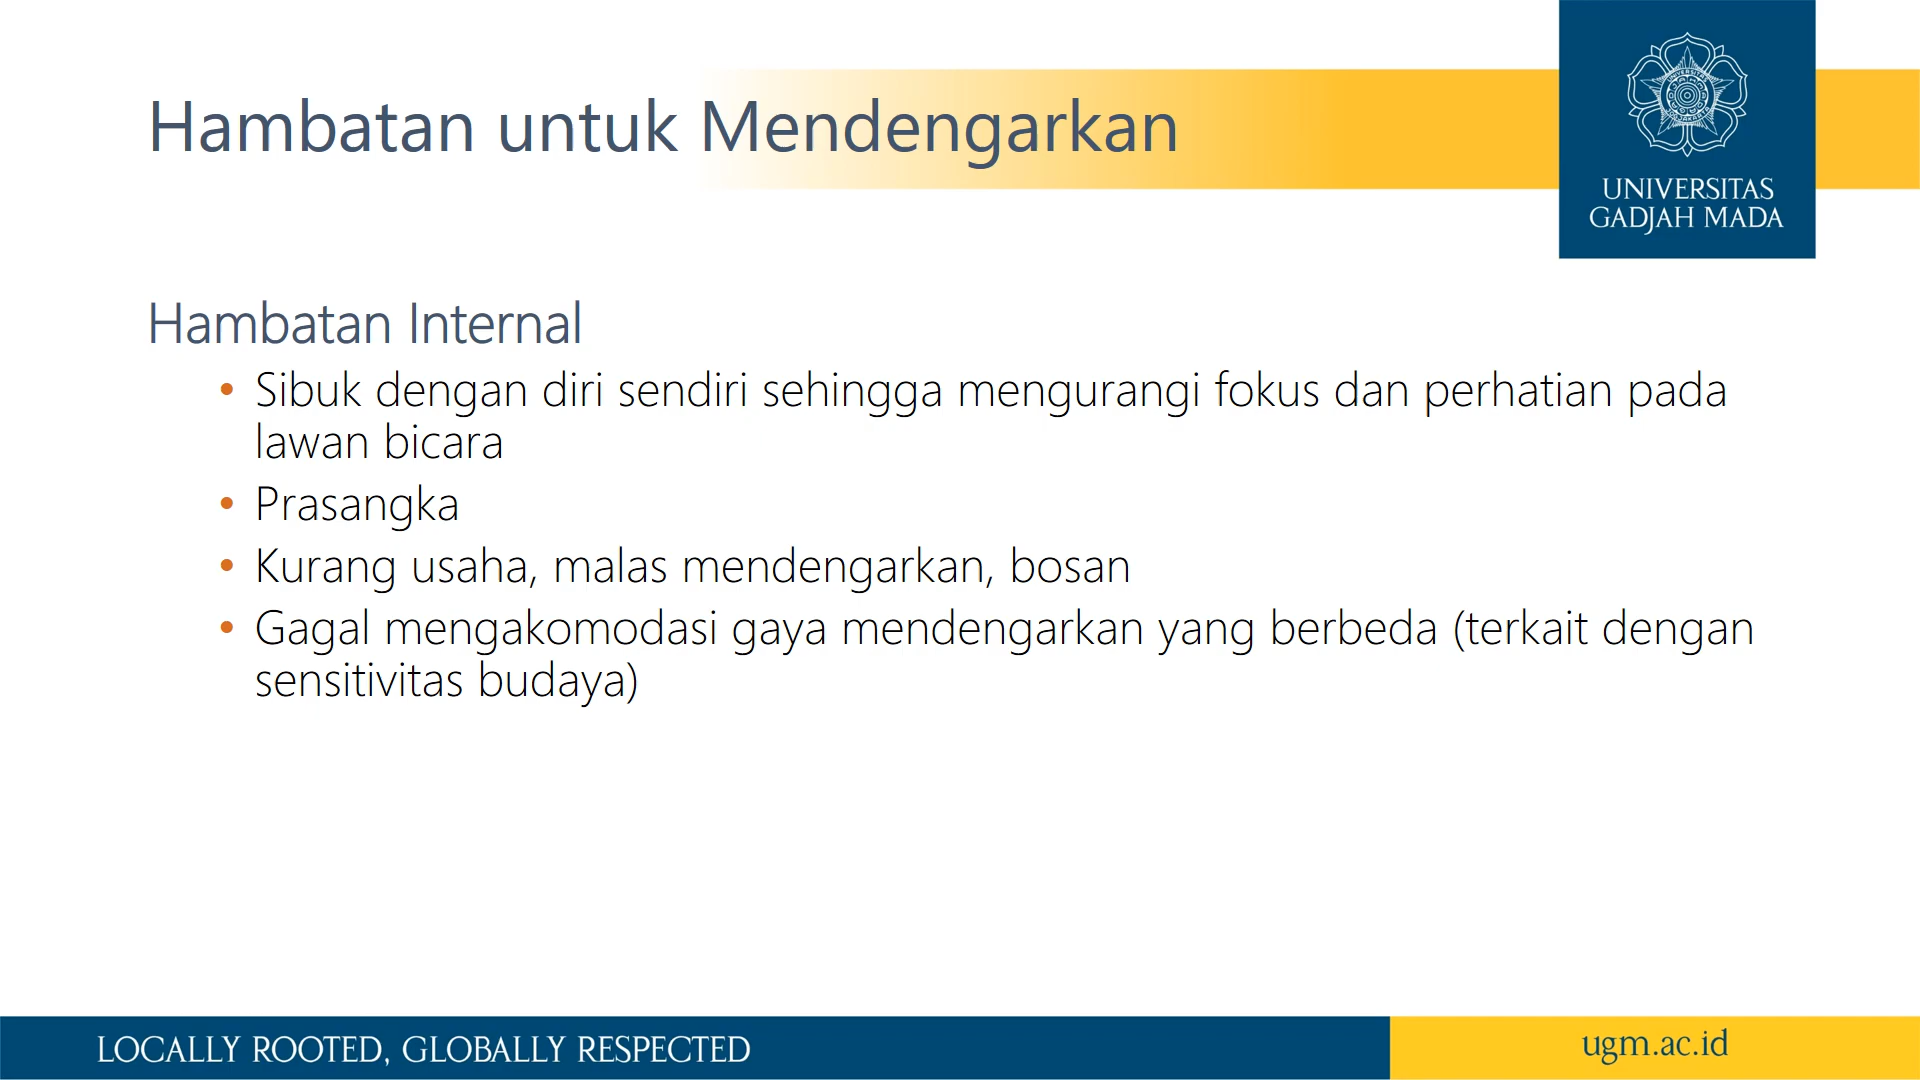 Hambatan untuk Mendengarkan
UNIVERSITAS
GADJAH MADA
Hambatan Internal
• Sibuk dengan diri sendiri sehingga mengurangi fokus dan perhatian pada
lawan bicara
• Prasangka
• Kurang usaha, malas mendengarkan, bosan
• Gagal mengakomodasi gaya mendengarkan yang berbeda (terkait dengan
sensitivitas budaya)
LOCALLY ROOTED, GLOBALLY RESPECTED
ugm.ac.id